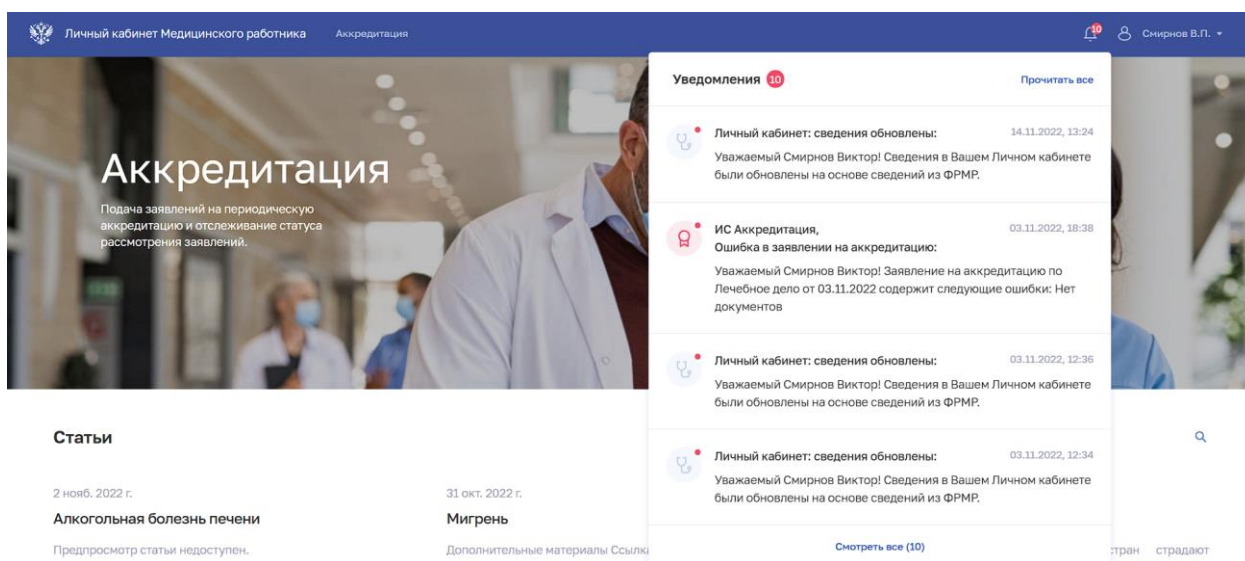 Личный кабинет Медицинского работника Аккредитация 10 Смирнов В.П.
Аккредитация
Подача заявлений на периодическую
аккредитацию и отслеживание статуса
рассмотрения заявлений.
Уведомления 10 Прочитать все
Личный кабинет: сведения обновлены: 14.11.2022, 13:24
Уважаемый Смирнов Виктор! Сведения в Вашем Личном кабинете
были обновлены на основе сведений из ФРМР.
ИС Аккредитация, 03.11.2022, 18:38
Ошибка в заявлении на аккредитацию:
Уважаемый Смирнов Виктор! Заявление на аккредитацию по
Лечебное дело от 03.11.2022 содержит следующие ошибки: Нет
документов
Личный кабинет: сведения обновлены: 03.11.2022, 12:36
Уважаемый Смирнов Виктор! Сведения в Вашем Личном кабинете
были обновлены на основе сведений из ФРМР.
Личный кабинет: сведения обновлены: 03.11.2022, 12:34
Уважаемый Смирнов Виктор! Сведения в Вашем Личном кабинете
были обновлены на основе сведений из ФРМР.
Смотреть все (10)
Статьи
2 нояб. 2022 г.
Алкогольная болезнь печени
Предпросмотр статьи недоступен.
31 окт. 2022 г.
Мигрень
Дополнительные материалы страдают